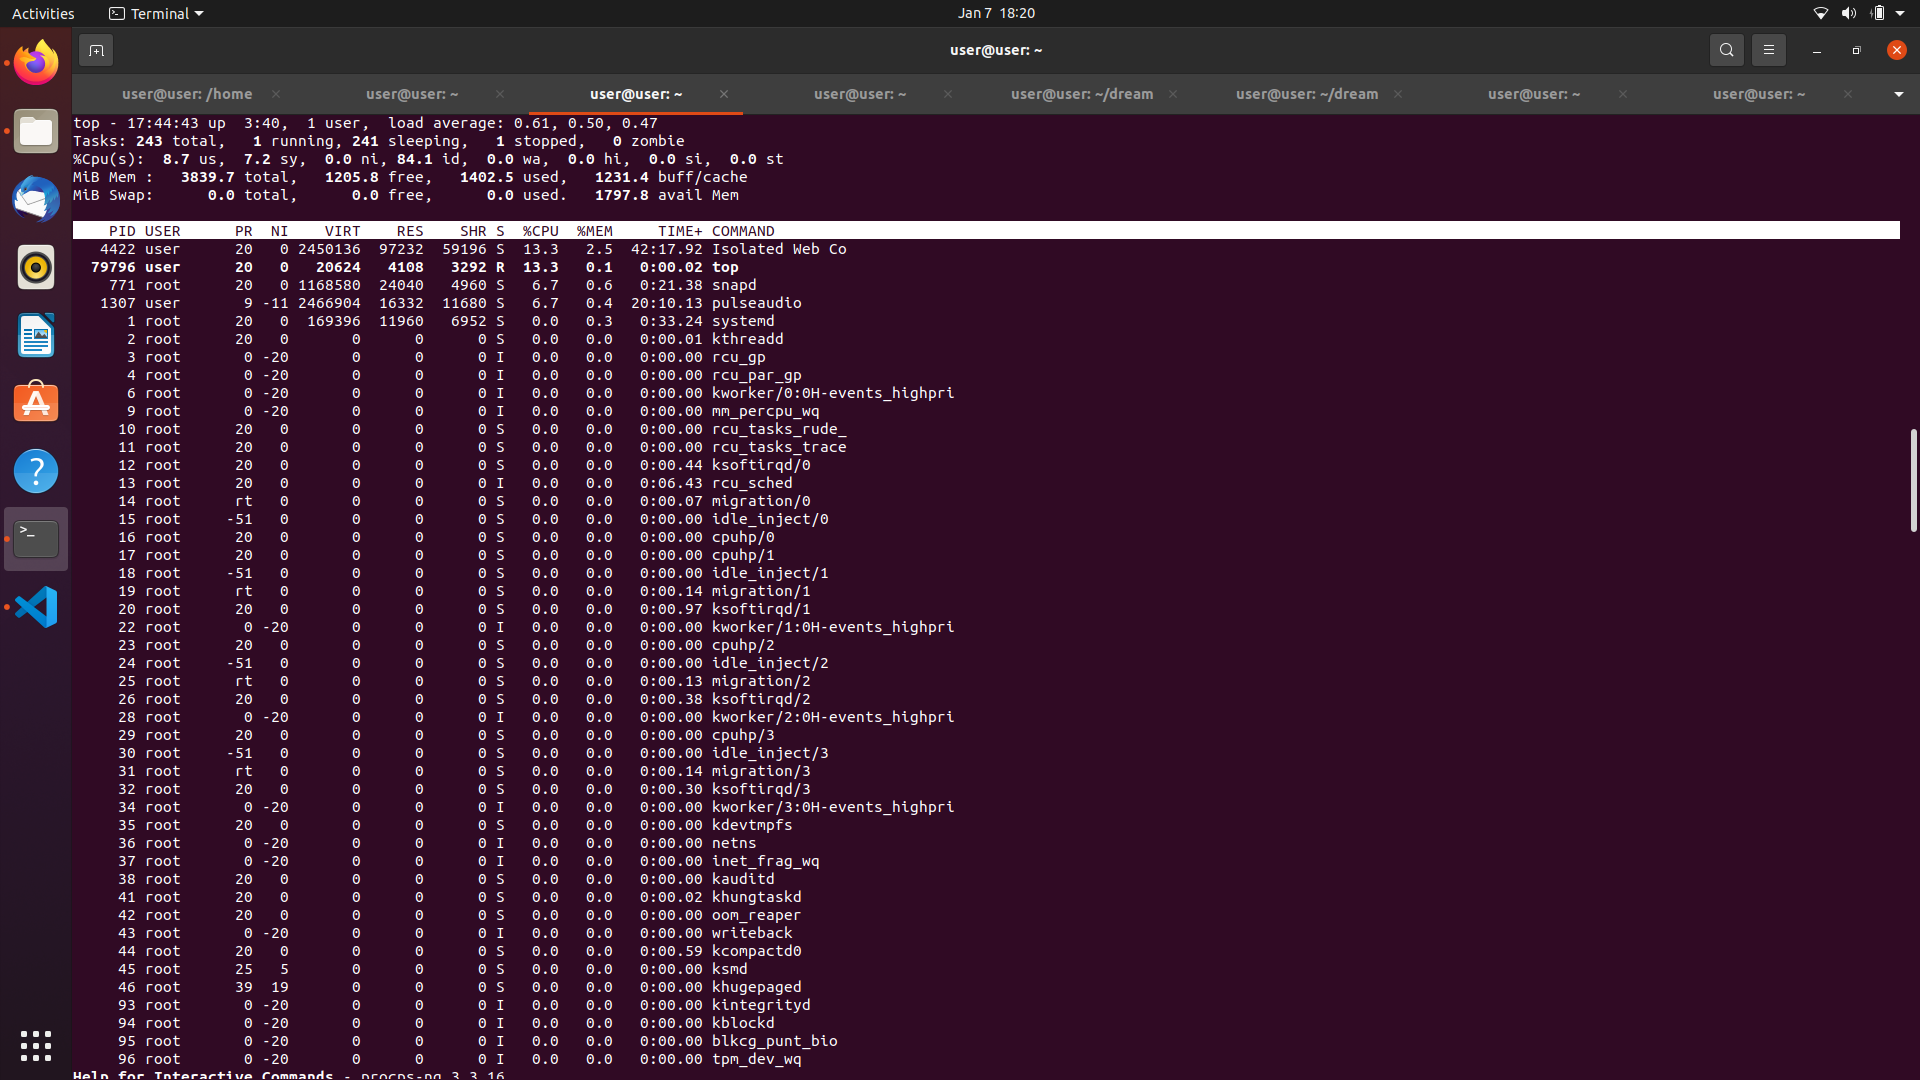 Activities
Terminal
Jan 7 18:20
user@user: ~
user@user: /home
user@user: ~
user@user: ~
user@user: ~
user@user: ~/dream
user@user: ~/dream
user@user: ~
user@user: ~
top - 17:44:43 up  3:40,  1 user,  load average: 0.61, 0.50, 0.47
Tasks: 243 total,   1 running, 241 sleeping,   1 stopped,   0 zombie
%Cpu(s):  8.7 us,  7.2 sy,  0.0 ni, 84.1 id,  0.0 wa,  0.0 hi,  0.0 si,  0.0 st
MiB Mem :   3839.7 total,   1205.8 free,   1402.5 used,   1231.4 buff/cache
MiB Swap:      0.0 total,      0.0 free,      0.0 used.   1797.8 avail Mem
PID USER      PR  NI    VIRT    RES    SHR S  %CPU  %MEM     TIME+ COMMAND
4422 user      20   0 2450136  97232  59196 S  13.3   2.5  42:17.92 Isolated Web Co
79796 user      20   0   20624   4108   3292 R  13.3   0.1   0:00.02 top
771 root      20   0 1168580  24040   4960 S   6.7   0.6   0:21.38 snapd
1307 user       9 -11 2466904  16332  11680 S   6.7   0.4  20:10.13 pulseaudio
1 root      20   0  169396  11960   6952 S   0.0   0.3   0:33.24 systemd
2 root      20   0       0      0      0 S   0.0   0.0   0:00.01 kthreadd
3 root       0 -20       0      0      0 I   0.0   0.0   0:00.00 rcu_gp
4 root       0 -20       0      0      0 I   0.0   0.0   0:00.00 rcu_par_gp
6 root       0 -20       0      0      0 I   0.0   0.0   0:00.00 kworker/0:0H-events_highpri
9 root       0 -20       0      0      0 I   0.0   0.0   0:00.00 mm_percpu_wq
10 root      20   0       0      0      0 S   0.0   0.0   0:00.00 rcu_tasks_rude_
11 root      20   0       0      0      0 S   0.0   0.0   0:00.00 rcu_tasks_trace
12 root      20   0       0      0      0 S   0.0   0.0   0:00.44 ksoftirqd/0
13 root      20   0       0      0      0 I   0.0   0.0   0:06.43 rcu_sched
14 root      rt   0       0      0      0 S   0.0   0.0   0:00.07 migration/0
15 root     -51   0       0      0      0 S   0.0   0.0   0:00.00 idle_inject/0
16 root      20   0       0      0      0 S   0.0   0.0   0:00.00 cpuhp/0
17 root      20   0       0      0      0 S   0.0   0.0   0:00.00 cpuhp/1
18 root     -51   0       0      0      0 S   0.0   0.0   0:00.00 idle_inject/1
19 root      rt   0       0      0      0 S   0.0   0.0   0:00.14 migration/1
20 root      20   0       0      0      0 S   0.0   0.0   0:00.97 ksoftirqd/1
22 root       0 -20       0      0      0 I   0.0   0.0   0:00.00 kworker/1:0H-events_highpri
23 root      20   0       0      0      0 S   0.0   0.0   0:00.00 cpuhp/2
24 root     -51   0       0      0      0 S   0.0   0.0   0:00.00 idle_inject/2
25 root      rt   0       0      0      0 S   0.0   0.0   0:00.13 migration/2
26 root      20   0       0      0      0 S   0.0   0.0   0:00.38 ksoftirqd/2
28 root       0 -20       0      0      0 I   0.0   0.0   0:00.00 kworker/2:0H-events_highpri
29 root      20   0       0      0      0 S   0.0   0.0   0:00.00 cpuhp/3
30 root     -51   0       0      0      0 S   0.0   0.0   0:00.00 idle_inject/3
31 root      rt   0       0      0      0 S   0.0   0.0   0:00.14 migration/3
32 root      20   0       0      0      0 S   0.0   0.0   0:00.30 ksoftirqd/3
34 root       0 -20       0      0      0 I   0.0   0.0   0:00.00 kworker/3:0H-events_highpri
35 root      20   0       0      0      0 S   0.0   0.0   0:00.00 kdevtmpfs
36 root       0 -20       0      0      0 I   0.0   0.0   0:00.00 netns
37 root       0 -20       0      0      0 I   0.0   0.0   0:00.00 inet_frag_wq
38 root      20   0       0      0      0 S   0.0   0.0   0:00.00 kauditd
41 root      20   0       0      0      0 S   0.0   0.0   0:00.02 khungtaskd
42 root      20   0       0      0      0 S   0.0   0.0   0:00.00 oom_reaper
43 root       0 -20       0      0      0 I   0.0   0.0   0:00.00 writeback
44 root      20   0       0      0      0 S   0.0   0.0   0:00.59 kcompactd0
45 root      25   5       0      0      0 S   0.0   0.0   0:00.00 ksmd
46 root      39  19       0      0      0 S   0.0   0.0   0:00.00 khugepaged
93 root       0 -20       0      0      0 I   0.0   0.0   0:00.00 kintegrityd
94 root       0 -20       0      0      0 I   0.0   0.0   0:00.00 kblockd
95 root       0 -20       0      0      0 I   0.0   0.0   0:00.00 blkcg_punt_bio
96 root       0 -20       0      0      0 I   0.0   0.0   0:00.00 tpm_dev_wq
Help for Interactive Commands - procps-ng 3.3.16